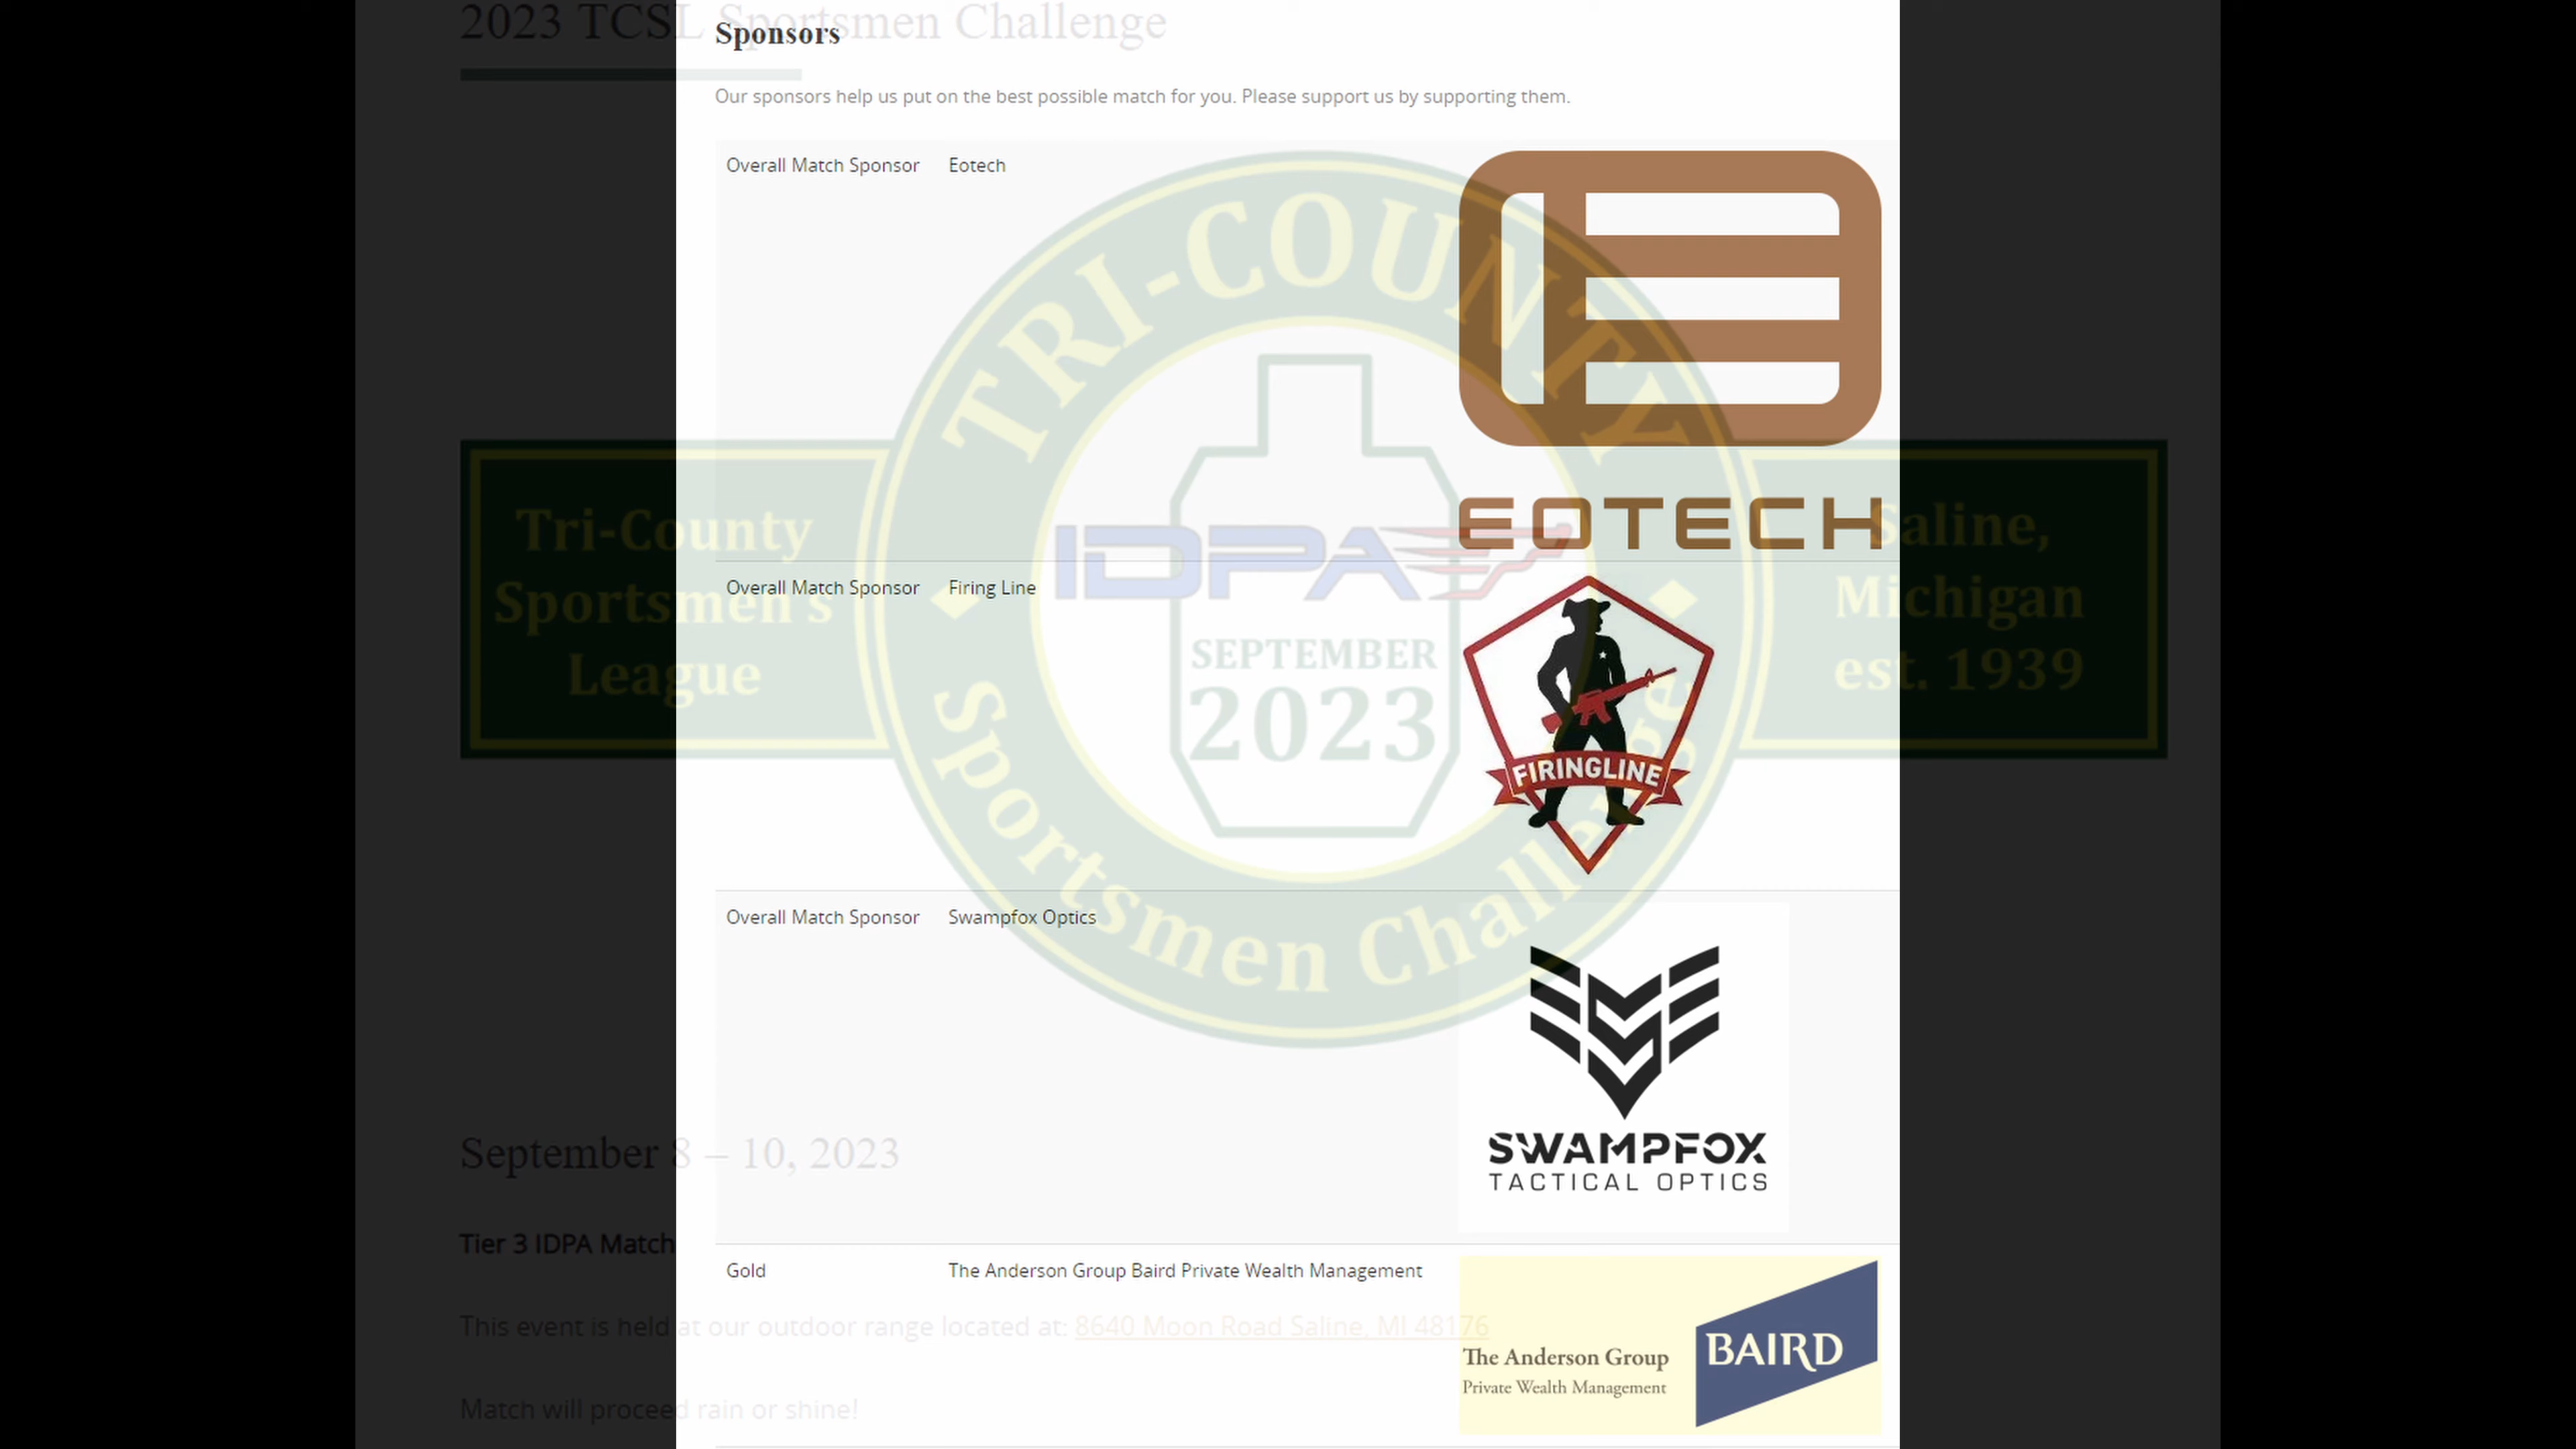 2023 TCSL Sportsmen Challenge
Sponsors
Our sponsors help us put on the best possible match for you. Please support us by supporting them.
Overall Match Sponsor Eotech
EOTECH
TRI-COUNTY
Tri-County
Sportsmen's
League
IDPA
SEPTEMBER
2023
Sportsmen Challenge
Saline,
Michigan
est. 1939
Overall Match Sponsor Firing Line
FIRINGLINE
Overall Match Sponsor Swampfox Optics
SWAMPFOX
TACTICAL OPTICS
September 8 – 10, 2023
Tier 3 IDPA Match
Gold The Anderson Group Baird Private Wealth Management
The Anderson Group
Private Wealth Management
BAIRD
This event is held at our outdoor range located at: 8640 Moon Road Saline, MI 48176
Match will proceed rain or shine!